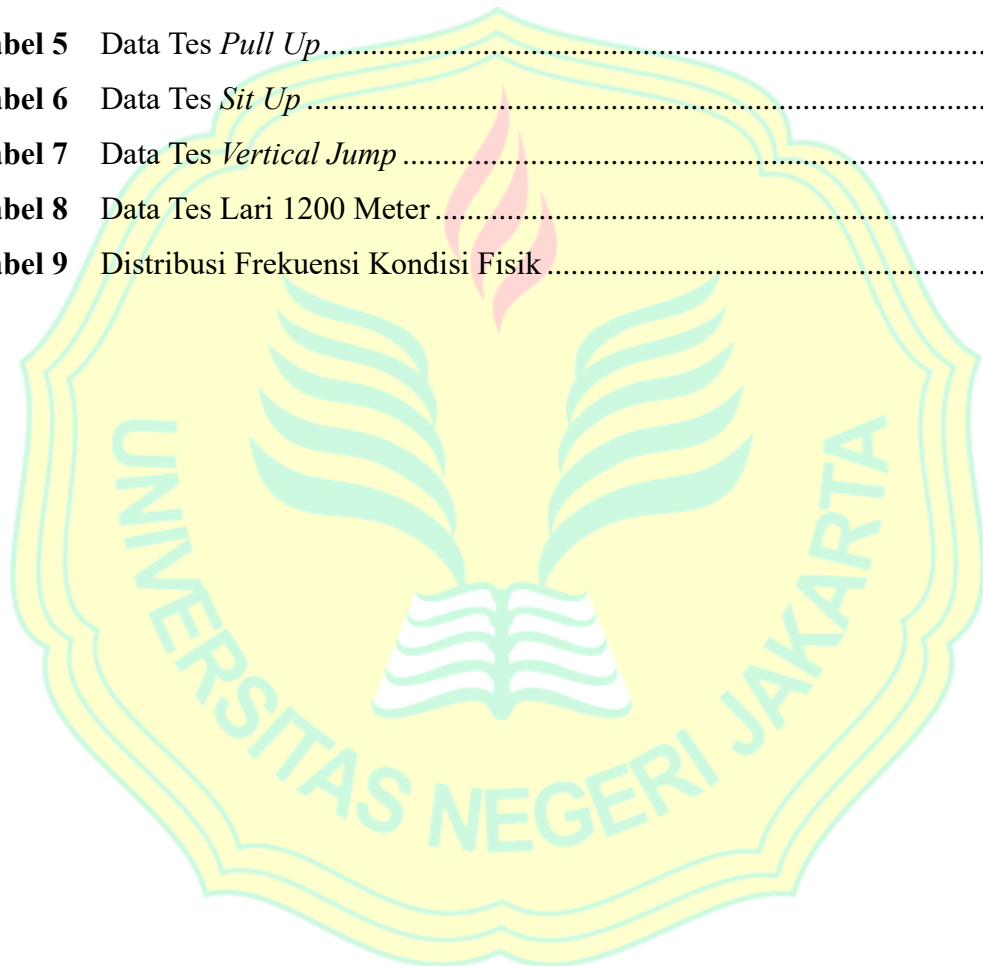 abel 5 Data Tes Pull Up................................................................................
abel 6 Data Tes Sit Up................................................................................
abel 7 Data Tes Vertical Jump................................................................
abel 8 Data Tes Lari 1200 Meter............................................................
abel 9 Distribusi Frekuensi Kondisi Fisik................................................
UNIVERSITAS NEGERI JAKARTA